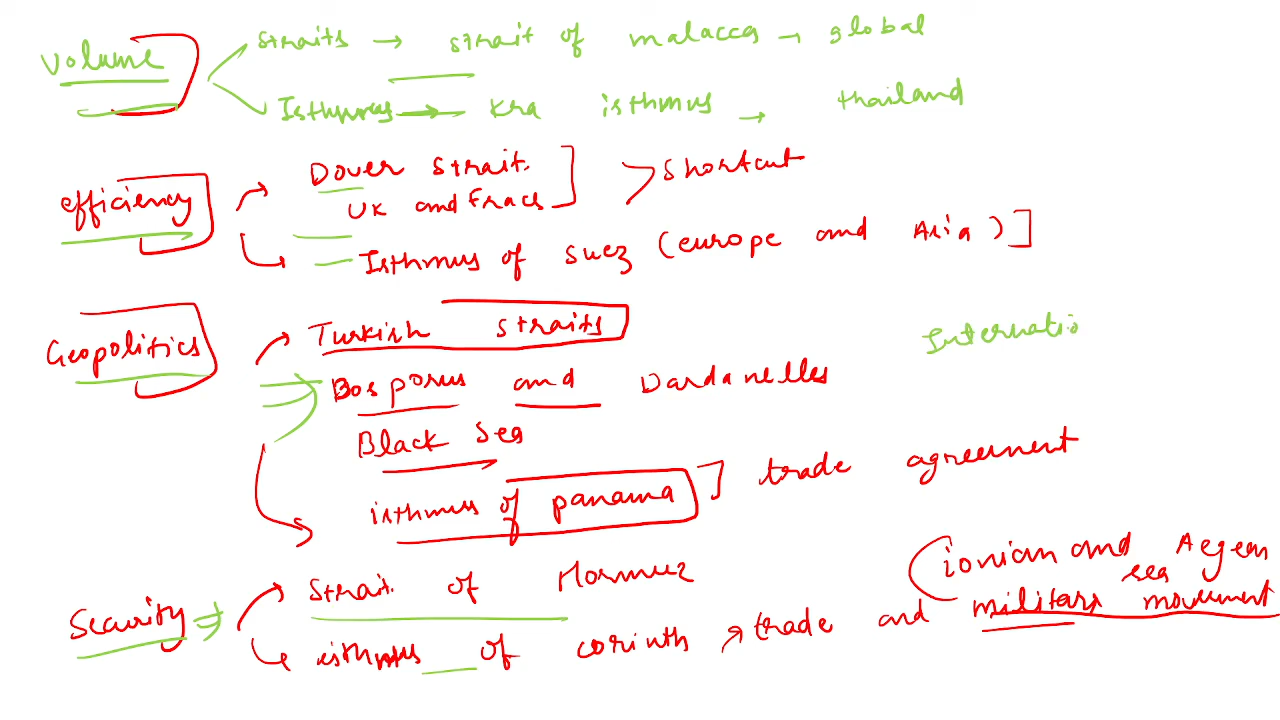 Volume
straits → strait of malacca → global
Isthmus → kra isthmus → thailand
efficiency
Dover strait.
UK and Fracs
> shortcut
Isthmus of suez (europe and Asia)]
Geopolitics
Turkish straits
Internatio
Bosporus and Dardanelles
Black Sea
isthmus of panama ] trade agreement
Security
strait of Hormuz
(ionian and Aegean
sea
isthmus of corinth → trade and military movement